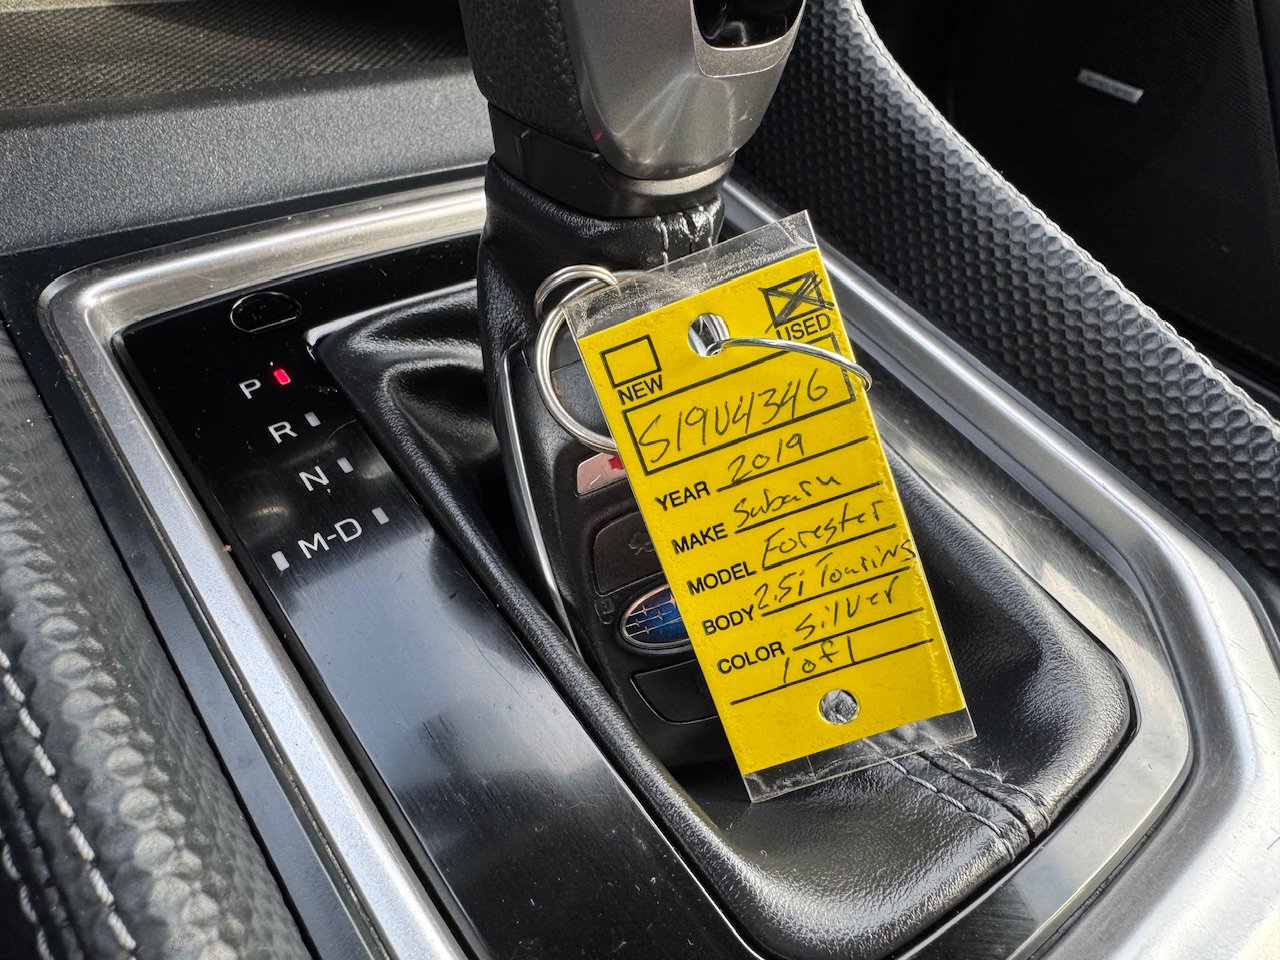 P
R
N
M-D
NEW
USED
S19U4346
YEAR 2019
MAKE Subaru
MODEL Forester
BODY 2.5i Touring
COLOR Silver
1 of 1